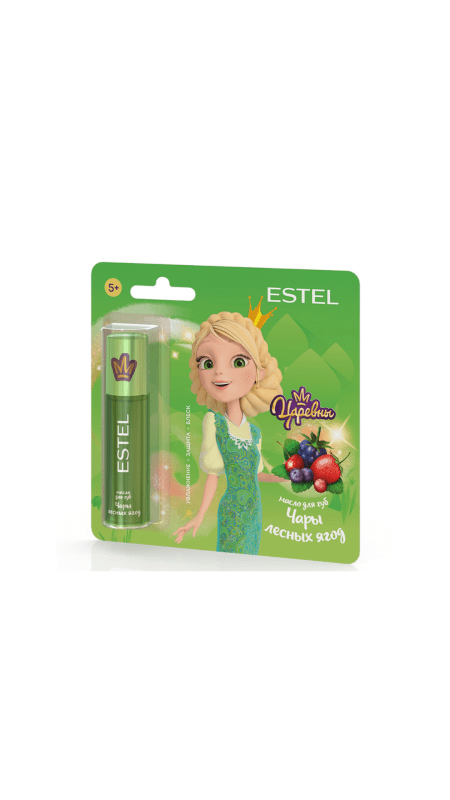 5+
ESTEL
Царевны
масло для губ
Чары
лесных ягод
УВЛАЖНЕНИЕ • ЗАЩИТА • БЛЕСК
ESTEL
масло для губ
Чары
лесных ягод